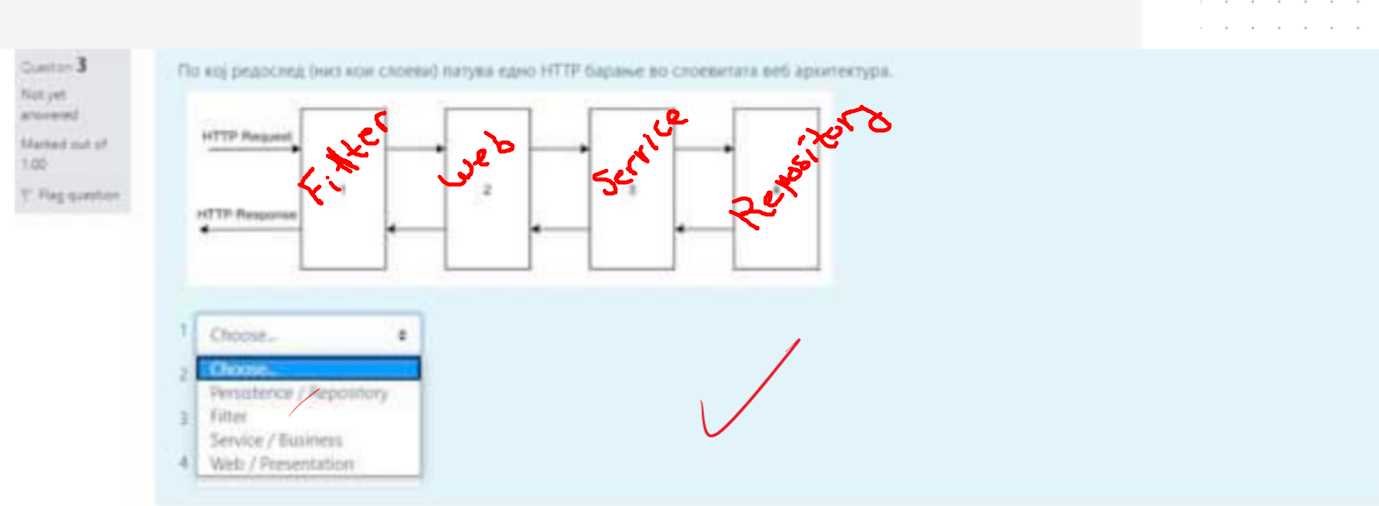 Question 3
Not yet
answered
Marked out of
1.00
Flag question
По кој редослед (низ кои слоеви) патува едно HTTP барање во слоевитата веб архитектура.
HTTP Request
HTTP Response
Filter
Web
2
Service
3
Repository
1 Choose...
Choose...
2
Persistence / Repository
3 Filter
Service / Business
4 Web / Presentation